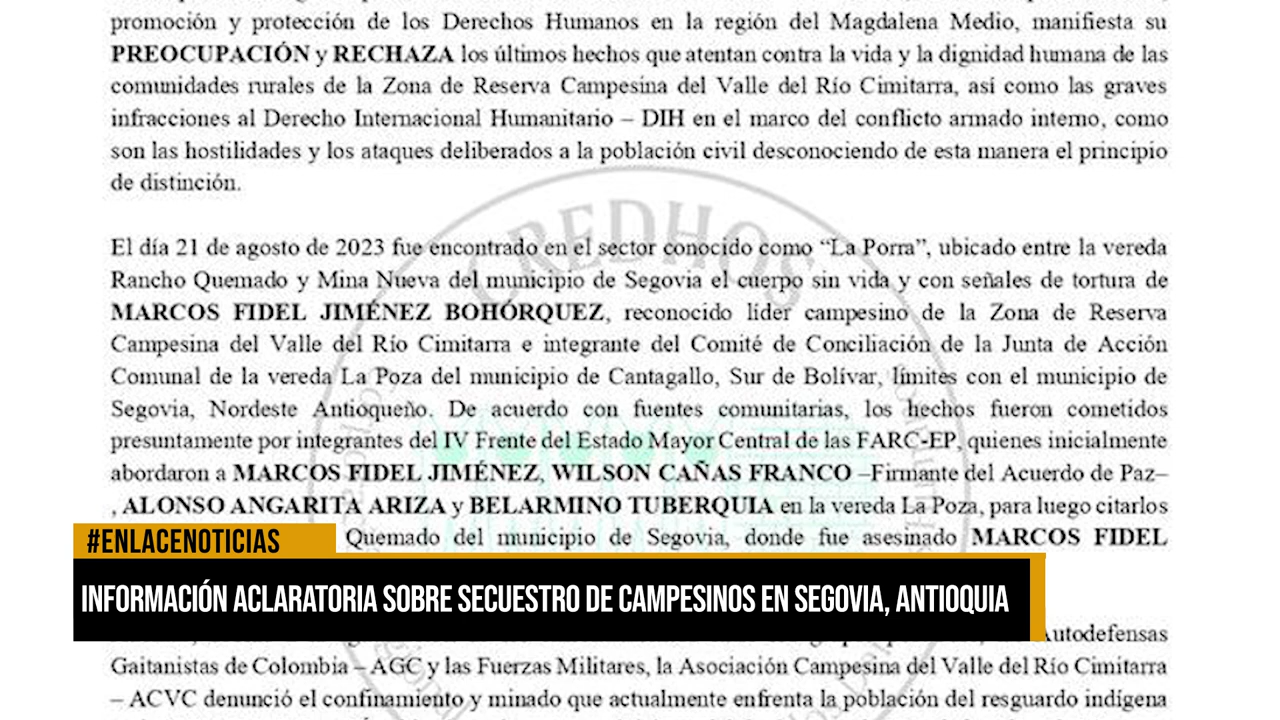 promoción y protección de los Derechos Humanos en la región del Magdalena Medio, manifiesta su
PREOCUPACIÓN y RECHAZA los últimos hechos que atentan contra la vida y la dignidad humana de las
comunidades rurales de la Zona de Reserva Campesina del Valle del Río Cimitarra, así como las graves
infracciones al Derecho Internacional Humanitario – DIH en el marco del conflicto armado interno, como
son las hostilidades y los ataques deliberados a la población civil desconociendo de esta manera el principio
de distinción.
CREDHOS
El día 21 de agosto de 2023 fue encontrado en el sector conocido como “La Porra”, ubicado entre la vereda
Rancho Quemado y Mina Nueva del municipio de Segovia el cuerpo sin vida y con señales de tortura de
MARCOS FIDEL JIMÉNEZ BOHÓRQUEZ, reconocido líder campesino de la Zona de Reserva
Campesina del Valle del Río Cimitarra e integrante del Comité de Conciliación de la Junta de Acción
Comunal de la vereda La Poza del municipio de Cantagallo, Sur de Bolívar, límites con el municipio de
Segovia, Nordeste Antioqueño. De acuerdo con fuentes comunitarias, los hechos fueron cometidos
presuntamente por integrantes del IV Frente del Estado Mayor Central de las FARC-EP, quienes inicialmente
abordaron a MARCOS FIDEL JIMÉNEZ, WILSON CAÑAS FRANCO –Firmante del Acuerdo de Paz–
, ALONSO ANGARITA ARIZA y BELARMINO TUBERQUIA en la vereda La Poza, para luego citarlos
Quemado del municipio de Segovia, donde fue asesinado MARCOS FIDEL
#ENLACENOTICIAS
INFORMACIÓN ACLARATORIA SOBRE SECUESTRO DE CAMPESINOS EN SEGOVIA, ANTIOQUIA
Autodefensas
Gaitanistas de Colombia – AGC y las Fuerzas Militares, la Asociación Campesina del Valle del Río Cimitarra
– ACVC denunció el confinamiento y minado que actualmente enfrenta la población del resguardo indígena